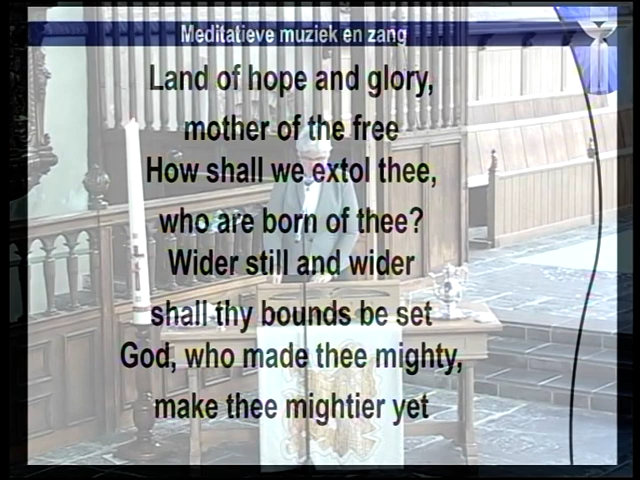 Meditatieve muziek en zang
Land of hope and glory,
mother of the free
How shall we extol thee,
who are born of thee?
Wider still and wider
shall thy bounds be set
God, who made thee mighty,
make thee mightier yet